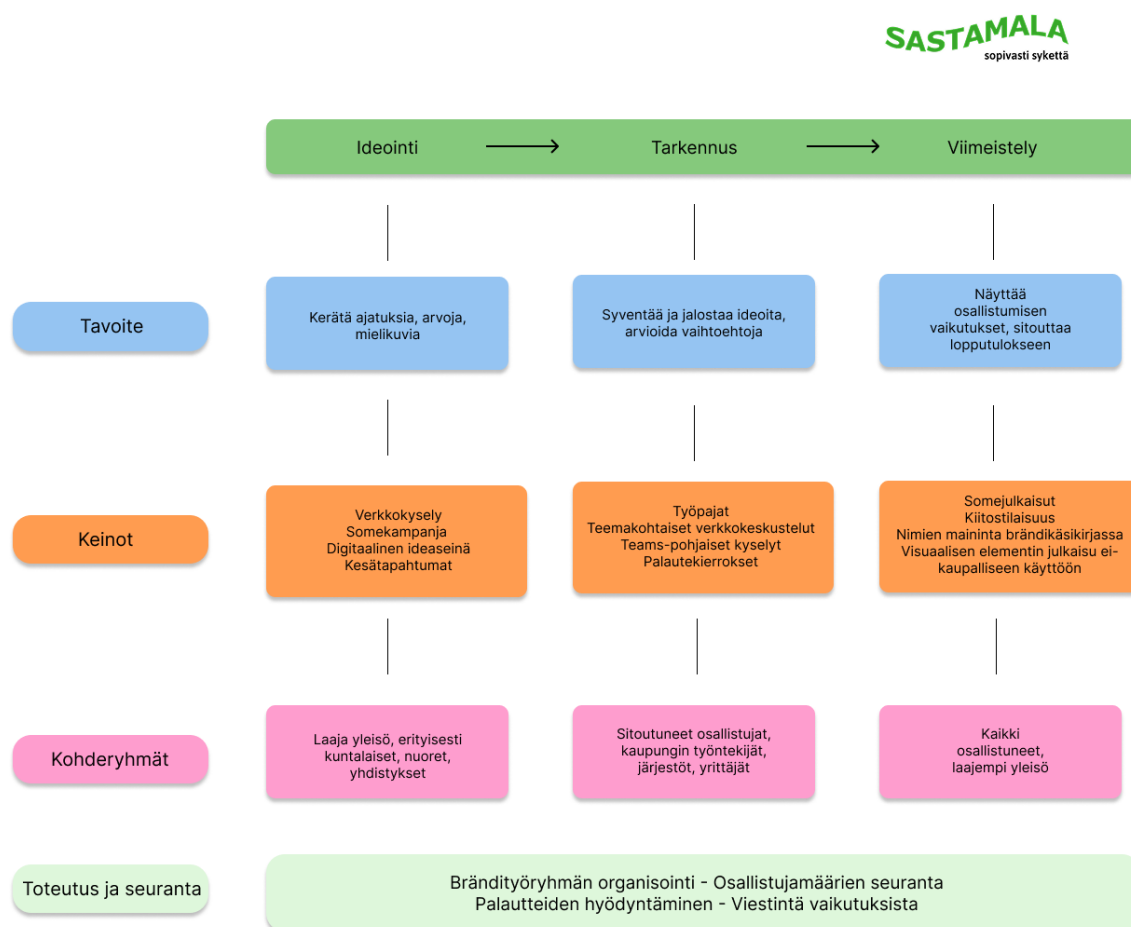 SASTAMALA
sopivasti sykettä
Ideointi
Tarkennus
Viimeistely
Tavoite
Kerätä ajatuksia, arvoja,
mielikuvia
Syventää ja jalostaa ideoita,
arvioida vaihtoehtoja
Näyttää
osallistumisen
vaikutukset, sitouttaa
lopputulokseen
Keinot
Verkkokysely
Somekampanja
Digitaalinen ideaseinä
Kesätapahtumat
Työpajat
Teemakohtaiset verkkokeskustelut
Teams-pohjaiset kyselyt
Palautekierrokset
Somejulkaisut
Kiitostilaisuus
Nimien maininta brändikäsikirjassa
Visuaalisen elementin julkaisu ei-
kaupalliseen käyttöön
Kohderyhmät
Laaja yleisö, erityisesti
kuntalaiset, nuoret,
yhdistykset
Sitoutuneet osallistujat,
kaupungin työntekijät,
järjestöt, yrittäjät
Kaikki
osallistuneet,
laajempi yleisö
Toteutus ja seuranta
Brändityöryhmän organisointi - Osallistujamäärien seuranta
Palautteiden hyödyntäminen - Viestintä vaikutuksista